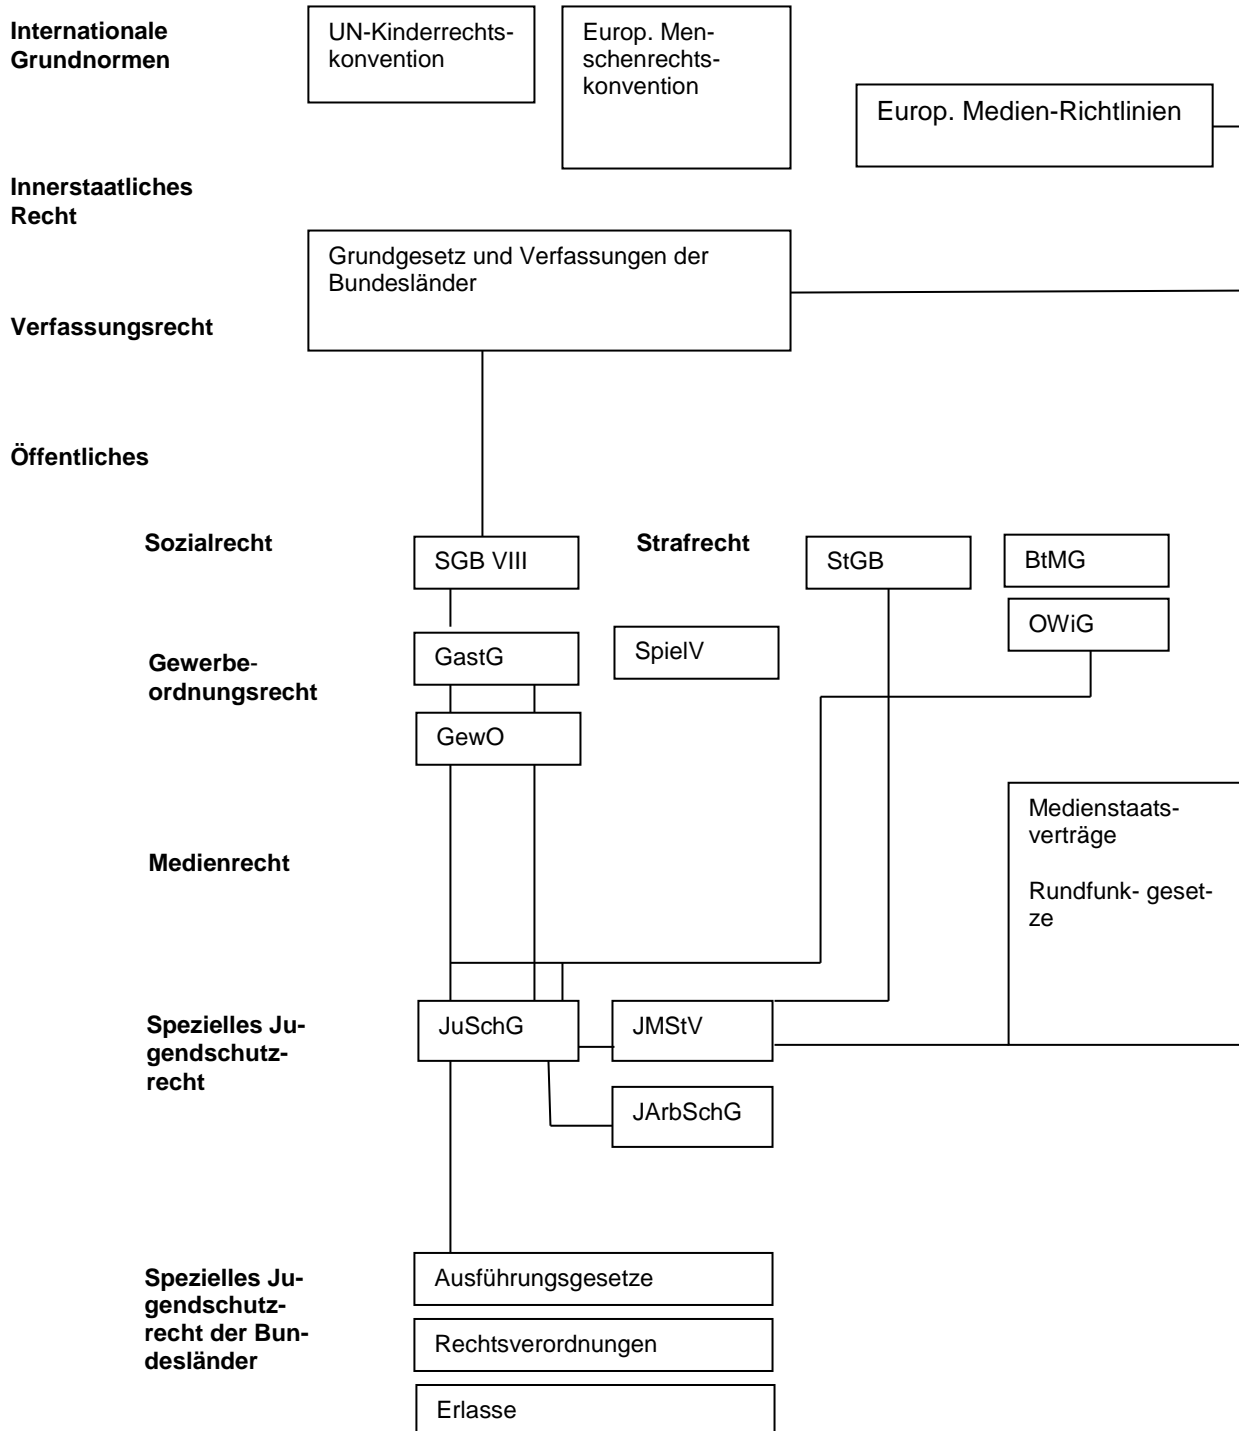 Internationale
Grundnormen
UN-Kinderrechts-
konvention
Europ. Men-
schenrechts-
konvention
Europ. Medien-Richtlinien
Innerstaatliches
Recht
Grundgesetz und Verfassungen der
Bundesländer
Verfassungsrecht
Öffentliches
Sozialrecht
SGB VIII
Strafrecht
StGB
BtMG
OWiG
Gewerbe-
ordnungsrecht
GastG
SpielV
GewO
Medienrecht
Medienstaats-
verträge
Rundfunk- geset-
ze
Spezielles Ju-
gendschutz-
recht
JuSchG
JMStV
JArbSchG
Spezielles Ju-
gendschutz-
recht der Bun-
desländer
Ausführungsgesetze
Rechtsverordnungen
Erlasse